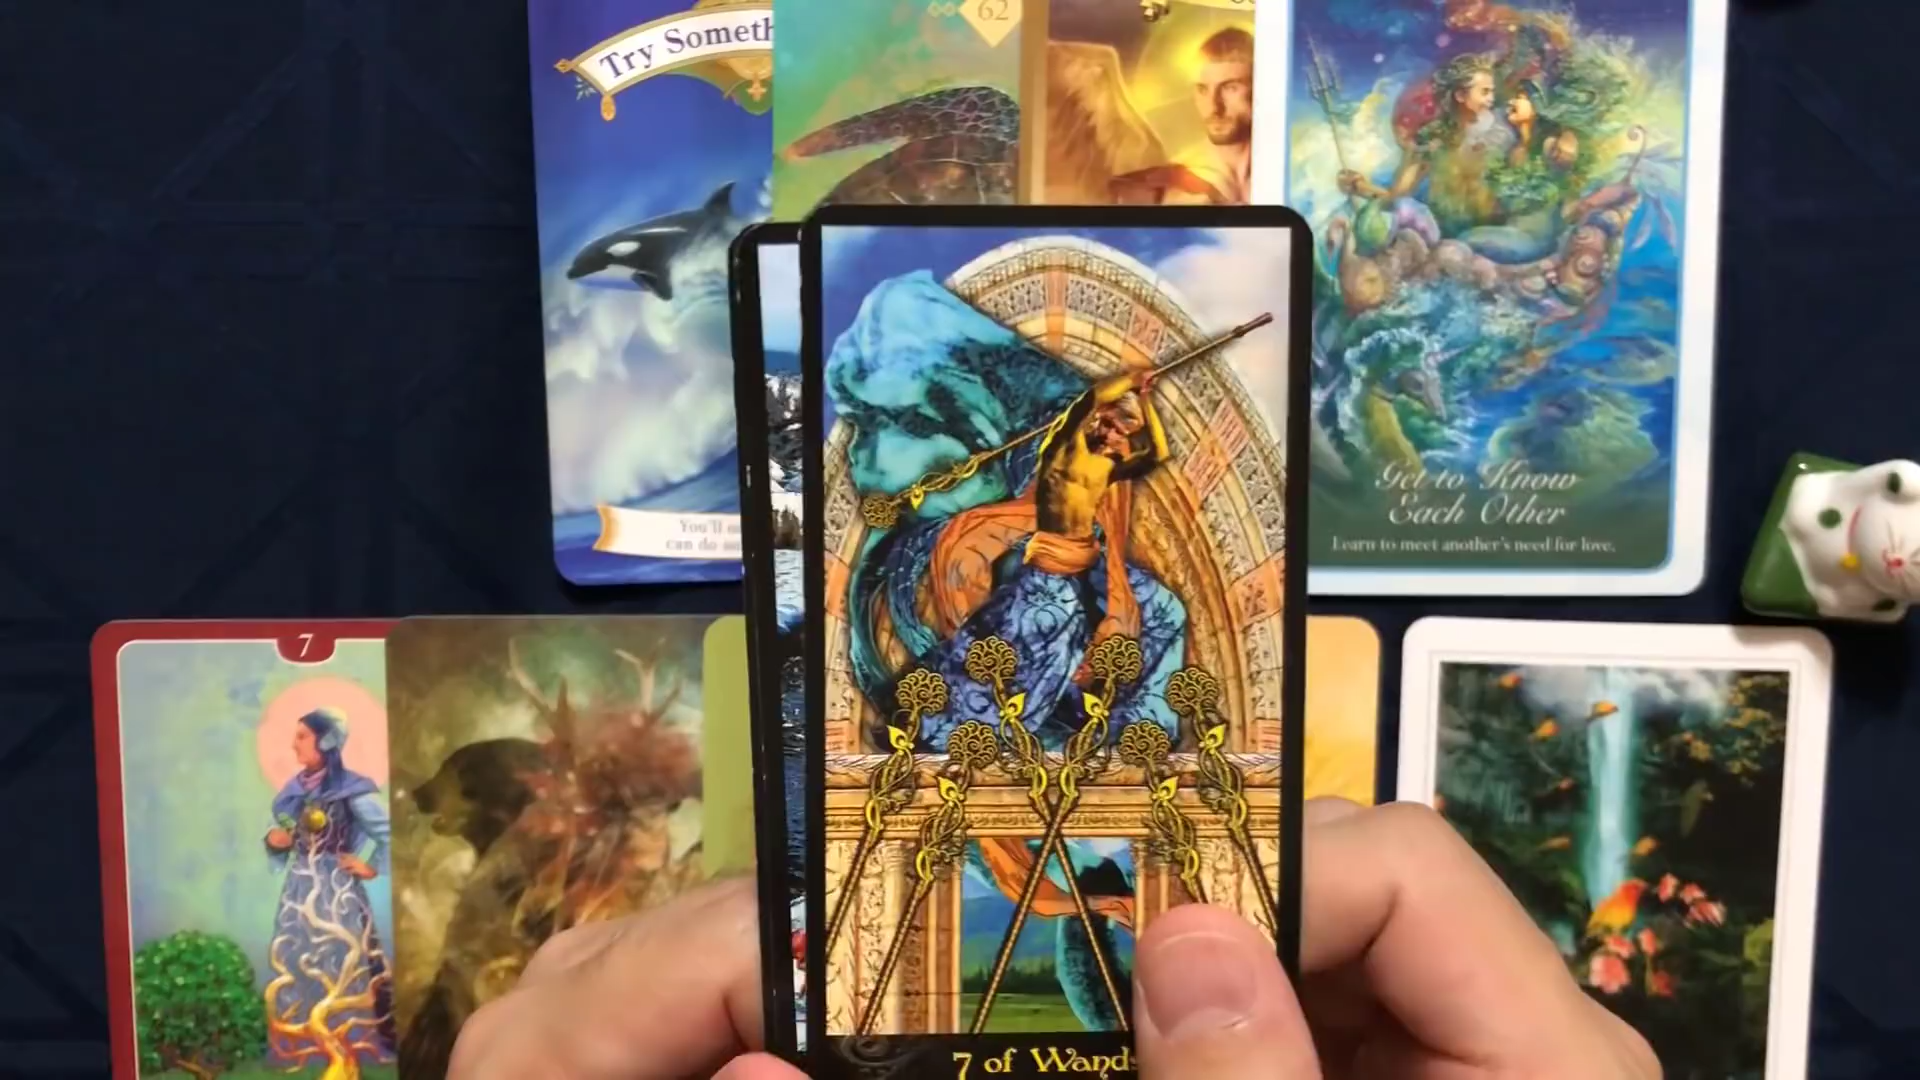 Try Someth
62
Get to Know
Each Other
Learn to meet another's need for love.
You'll
can do
7
7 of Wands